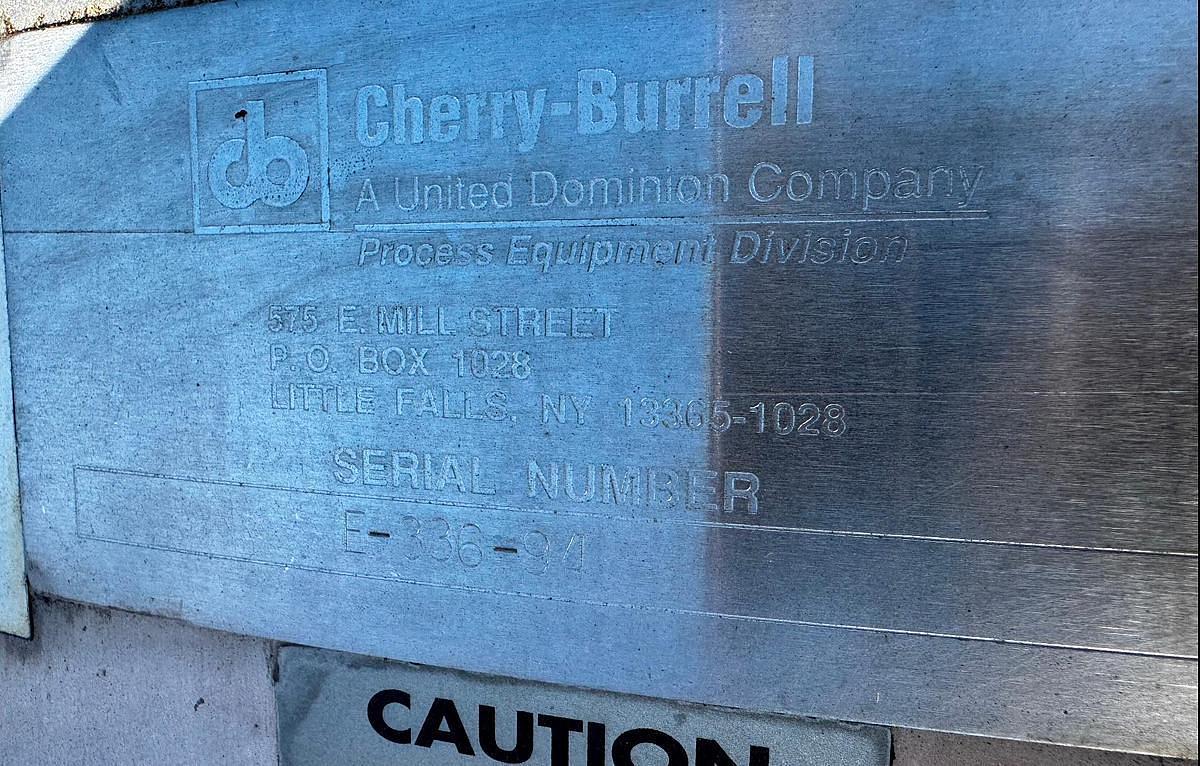 cb
Cherry-Burrell
A United Dominion Company
Process Equipment Division
575 E. MILL STREET
P.O. BOX 1028
LITTLE FALLS, NY 13365-1028
SERIAL NUMBER
E-336-94
CAUTION